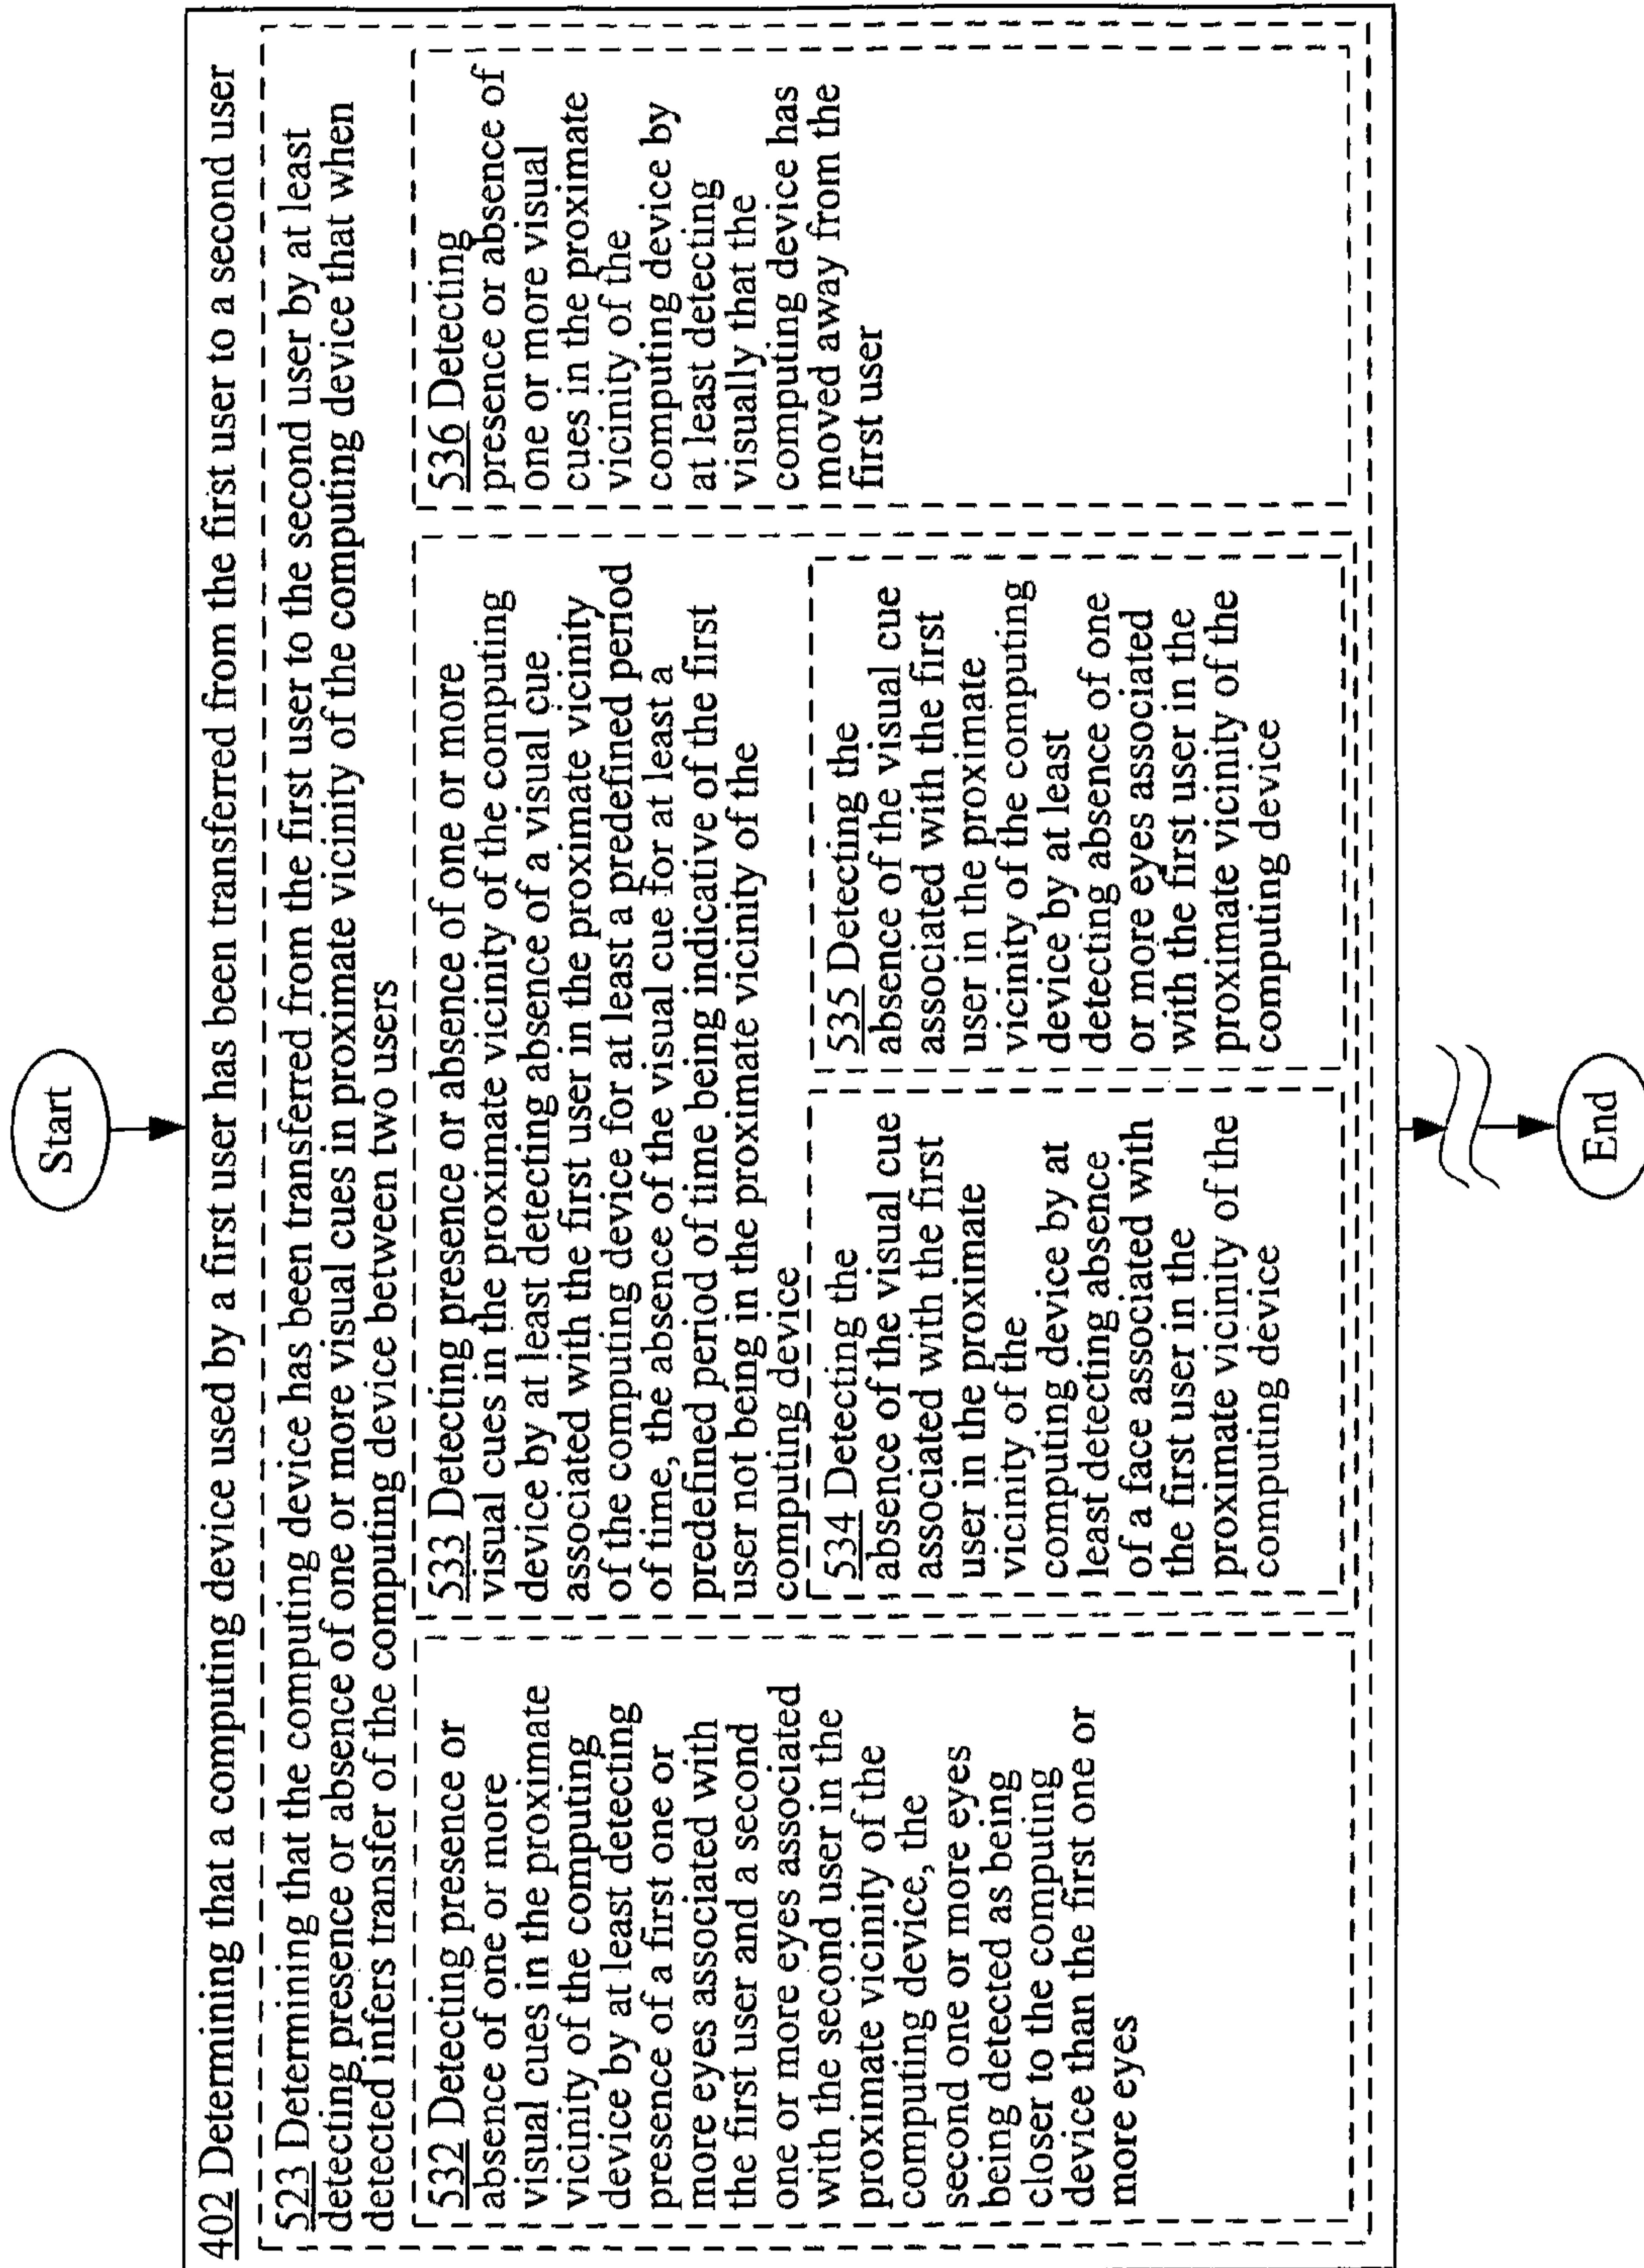 Start
402 Determining that a computing device used by a first user has been transferred from the first user to a second user
523 Determining that the computing device has been transferred from the first user to the second user by at least
detecting presence or absence of one or more visual cues in proximate vicinity of the computing device that when
detected infers transfer of the computing device between two users
532 Detecting presence or
absence of one or more
visual cues in the proximate
vicinity of the computing
device by at least detecting
presence of a first one or
more eyes associated with
the first user and a second
one or more eyes associated
with the second user in the
proximate vicinity of the
computing device, the
second one or more eyes
being detected as being
closer to the computing
device than the first one or
more eyes
533 Detecting presence or absence of one or more
visual cues in the proximate vicinity of the computing
device by at least detecting absence of a visual cue
associated with the first user in the proximate vicinity
of the computing device for at least a predefined period
of time, the absence of the visual cue for at least a
predefined period of time being indicative of the first
user not being in the proximate vicinity of the
computing device
534 Detecting the
absence of the visual cue
associated with the first
user in the proximate
vicinity of the
computing device by at
least detecting absence
of a face associated with
the first user in the
proximate vicinity of the
computing device
535 Detecting the
absence of the visual cue
associated with the first
user in the proximate
vicinity of the computing
device by at least
detecting absence of one
or more eyes associated
with the first user in the
proximate vicinity of the
computing device
536 Detecting
presence or absence of
one or more visual
cues in the proximate
vicinity of the
computing device by
at least detecting
visually that the
computing device has
moved away from the
first user
End